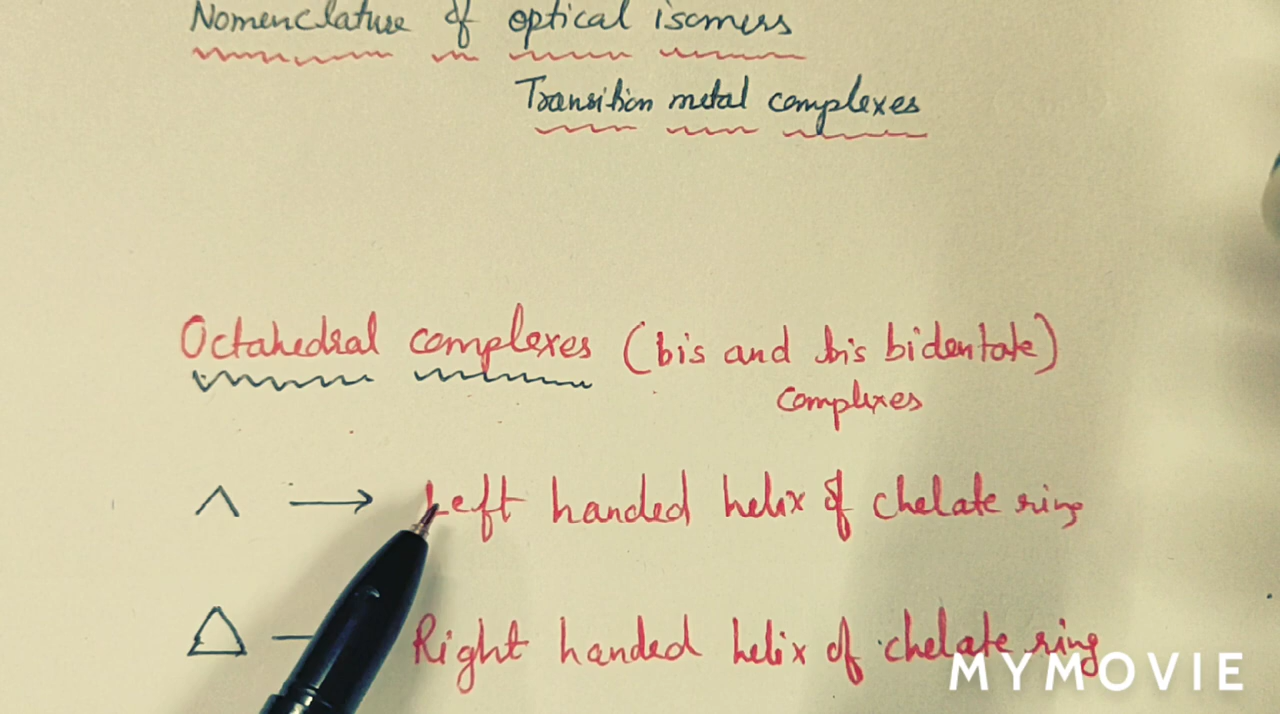 Nomenclature of optical isomers
Transition metal complexes
Octahedral complexes (bis and tris bidentate)
complexes
Λ → Left handed helix of chelate ring
Δ — Right handed helix of chelate ring
MYMOVIE